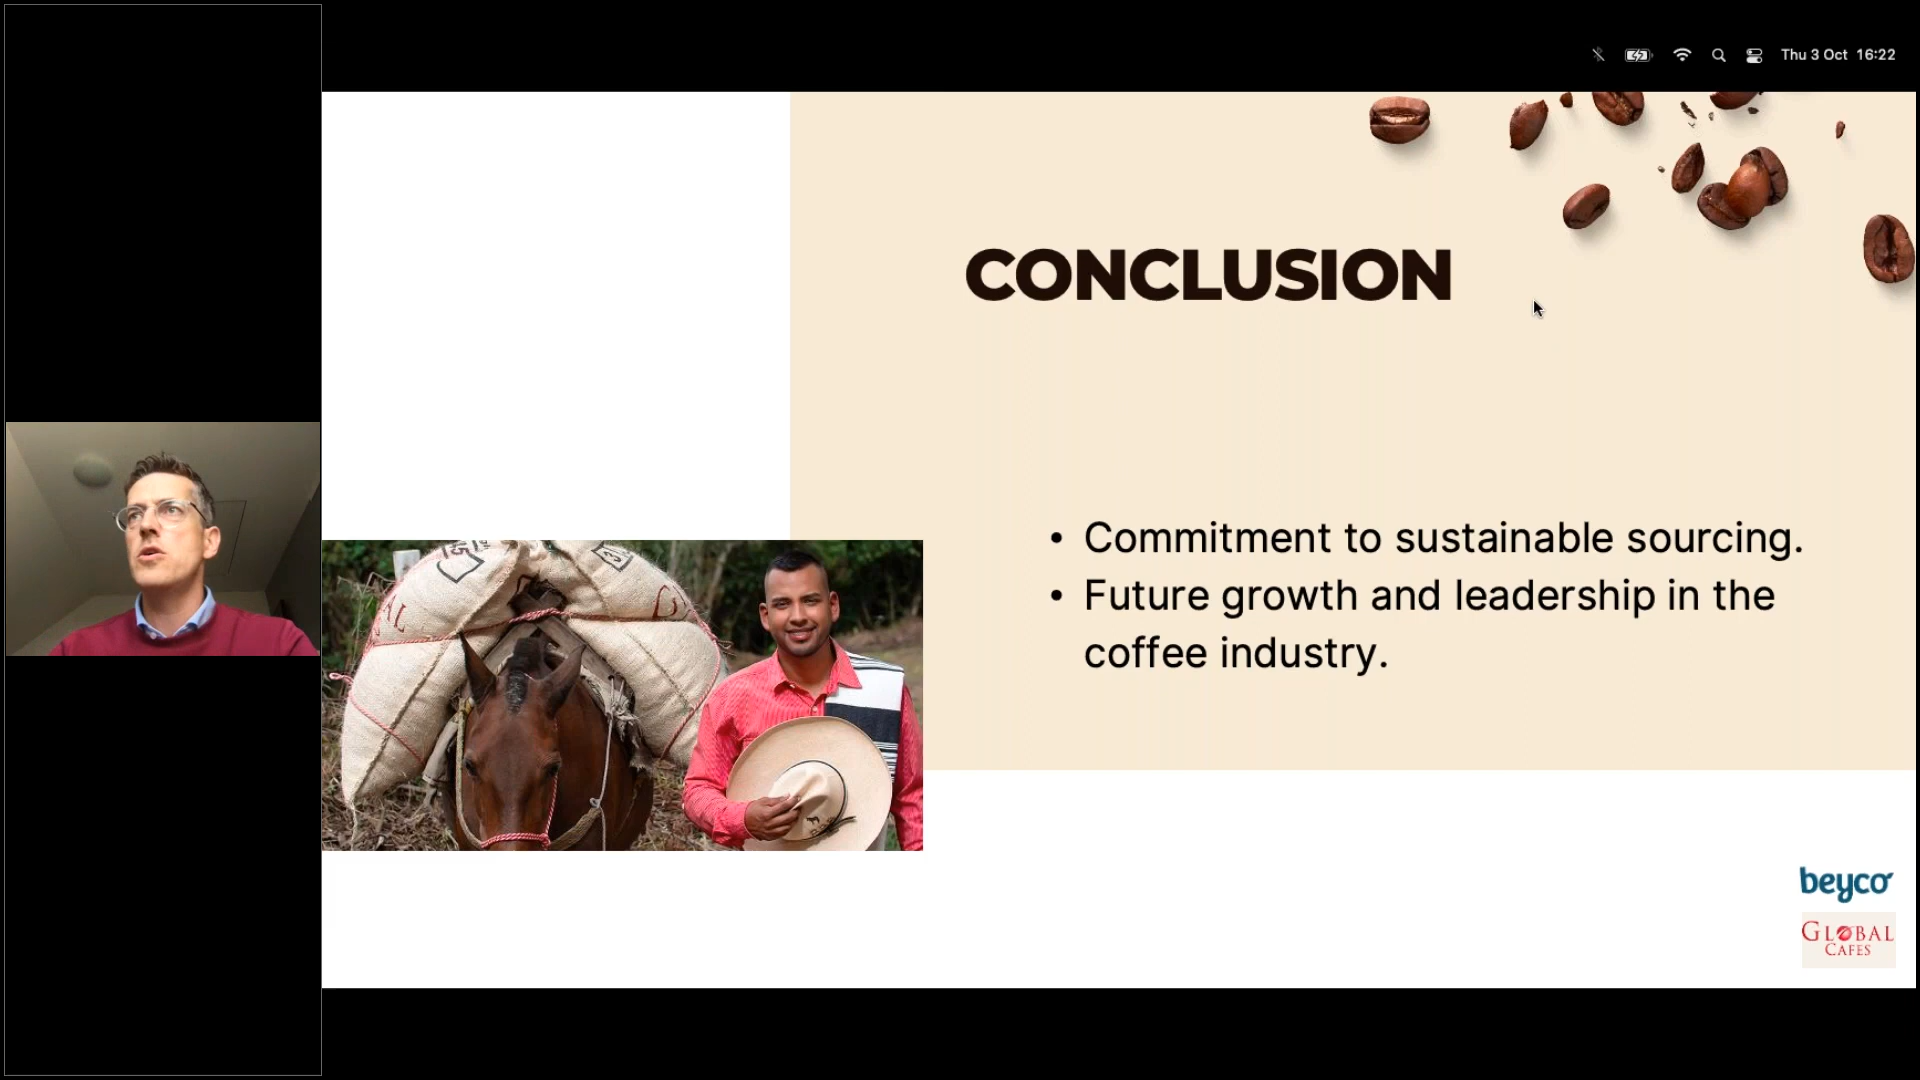 Thu 3 Oct 16:22
CONCLUSION
• Commitment to sustainable sourcing.
• Future growth and leadership in the
coffee industry.
beyco
GLOBAL
CAFES